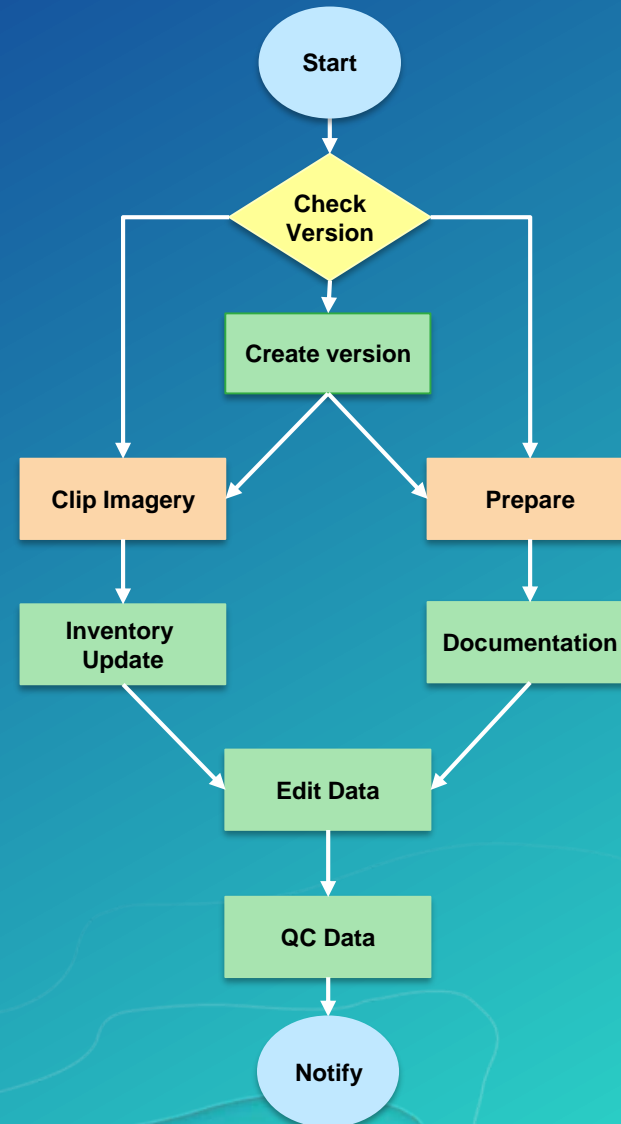 Start
Check
Version
Create version
Clip Imagery
Prepare
Inventory
Update
Documentation
Edit Data
QC Data
Notify